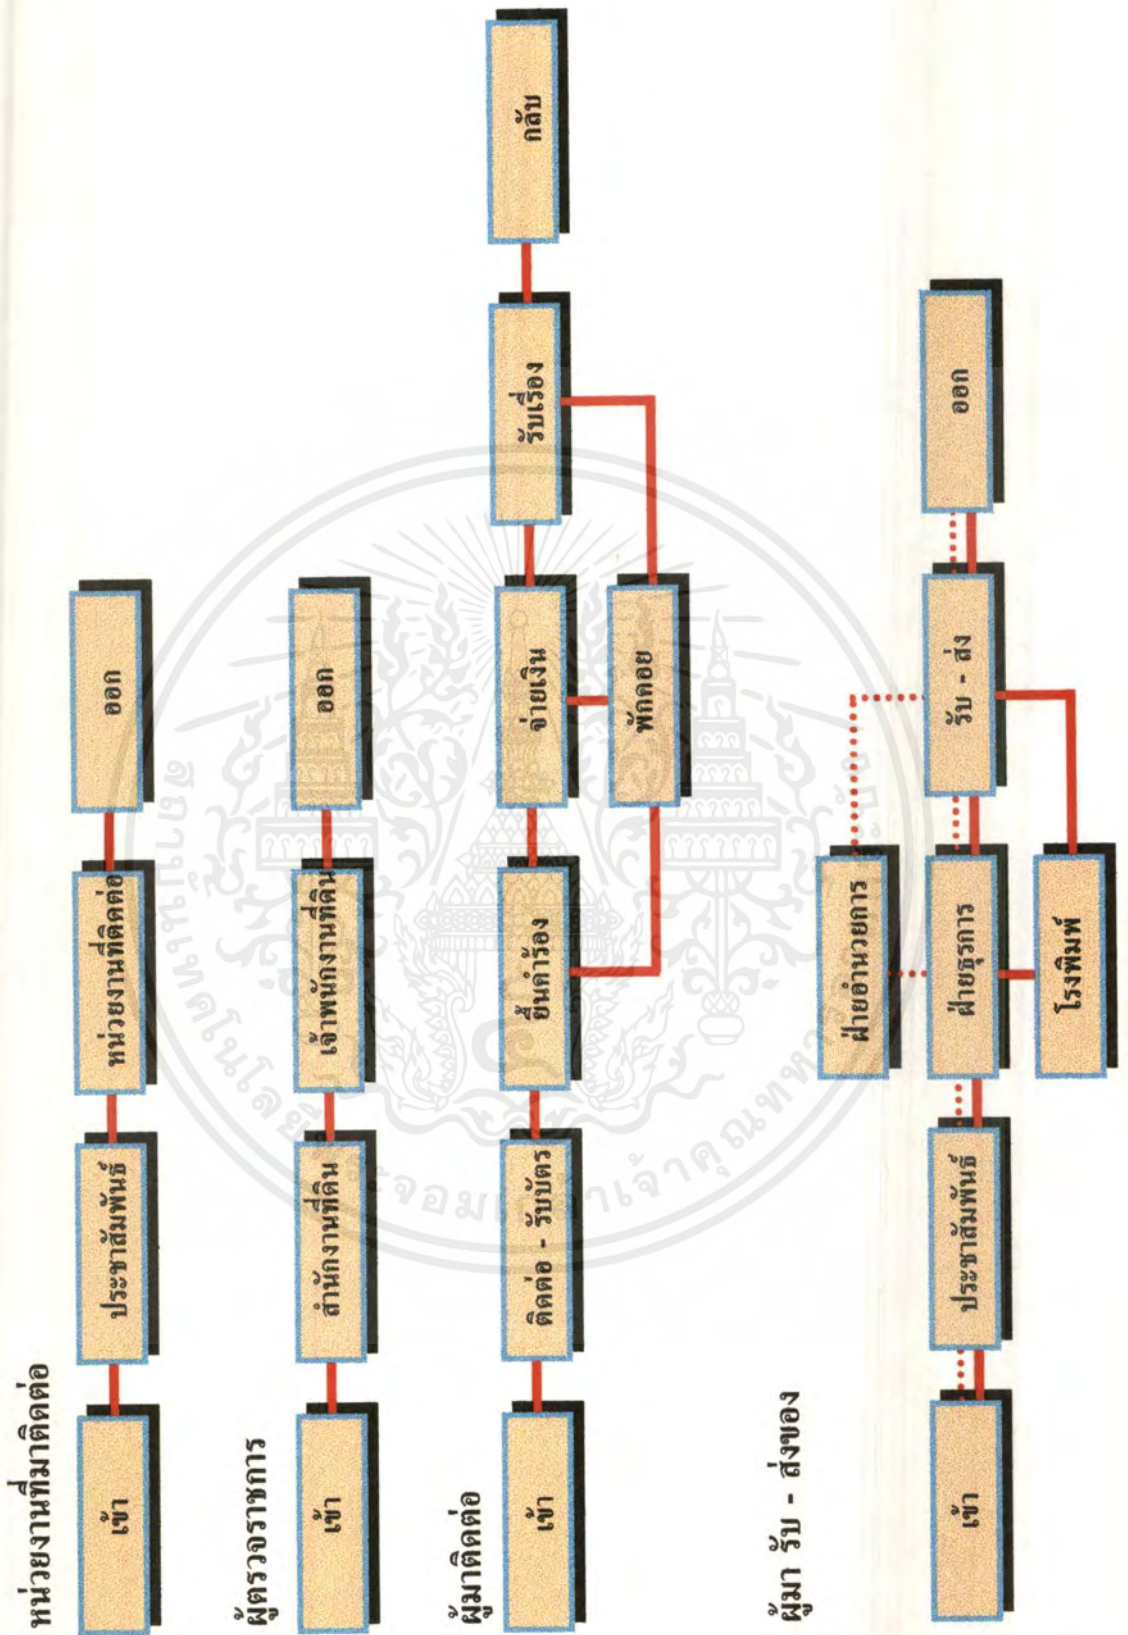 หน่วยงานที่มาติดต่อ
เข้า
ประชาสัมพันธ์
หน่วยงานที่ติดต่อ
ออก
ผู้ตรวจราชการ
เข้า
สำนักงานที่ดิน
เจ้าพนักงานที่ดิน
ออก
ผู้มาติดต่อ
เข้า
ติดต่อ - รับบัตร
ยื่นคำร้อง
จ่ายเงิน
รับเรื่อง
กลับ
พักคอย
ผู้มา รับ - ส่งของ
ฝ่ายอำนวยการ
เข้า
ประชาสัมพันธ์
ฝ่ายธุรการ
รับ - ส่ง
ออก
โรงพิมพ์